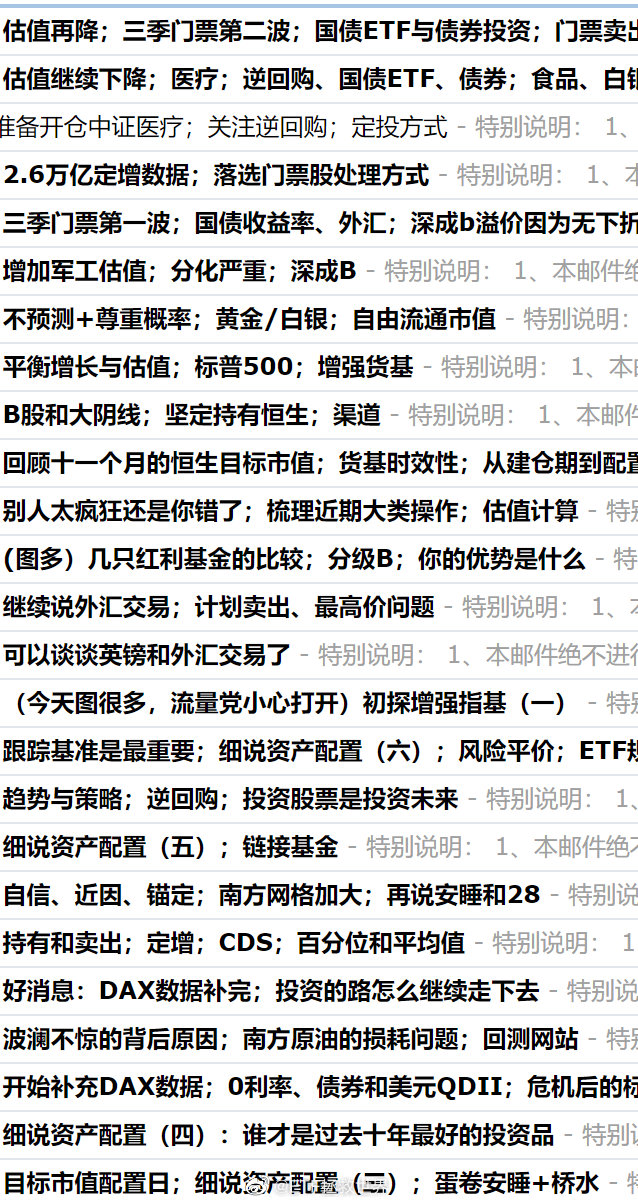 估值再降；三季门票第二波；国债ETF与债券投资；门票卖出
估值继续下降；医疗；逆回购、国债ETF、债券；食品、白银
准备开仓中证医疗；关注逆回购；定投方式 - 特别说明： 1、
2.6万亿定增数据；落选门票股处理方式 - 特别说明： 1、本
三季门票第一波；国债收益率、外汇；深成b溢价因为无下折
增加军工估值；分化严重；深成B - 特别说明： 1、本邮件绝
不预测+尊重概率；黄金/白银；自由流通市值 - 特别说明：
平衡增长与估值；标普500；增强货基 - 特别说明： 1、本邮
B股和大阴线；坚定持有恒生；渠道 - 特别说明： 1、本邮件
回顾十一个月的恒生目标市值；货基时效性；从建仓期到配置
别人太疯狂还是你错了；梳理近期大类操作；估值计算 - 特别
(图多）几只红利基金的比较；分级B；你的优势是什么 - 特
继续说外汇交易；计划卖出、最高价问题 - 特别说明： 1、本
可以谈谈英镑和外汇交易了 - 特别说明： 1、本邮件绝不进行
（今天图很多，流量党小心打开）初探增强指基（一） - 特别
跟踪基准是最重要；细说资产配置（六）；风险平价；ETF规
趋势与策略；逆回购；投资股票是投资未来 - 特别说明： 1、
细说资产配置（五）；链接基金 - 特别说明： 1、本邮件绝不
自信、近因、锚定；南方网格加大；再说安睡和28 - 特别说
持有和卖出；定增；CDS；百分位和平均值 - 特别说明： 1
好消息：DAX数据补完；投资的路怎么继续走下去 - 特别说
波澜不惊的背后原因；南方原油的损耗问题；回测网站 - 特别
开始补充DAX数据；0利率、债券和美元QDII；危机后的标
细说资产配置（四）：谁才是过去十年最好的投资品 - 特别说
目标市值配置日；细说资产配置（三）；蛋卷安睡+桥水 - 特